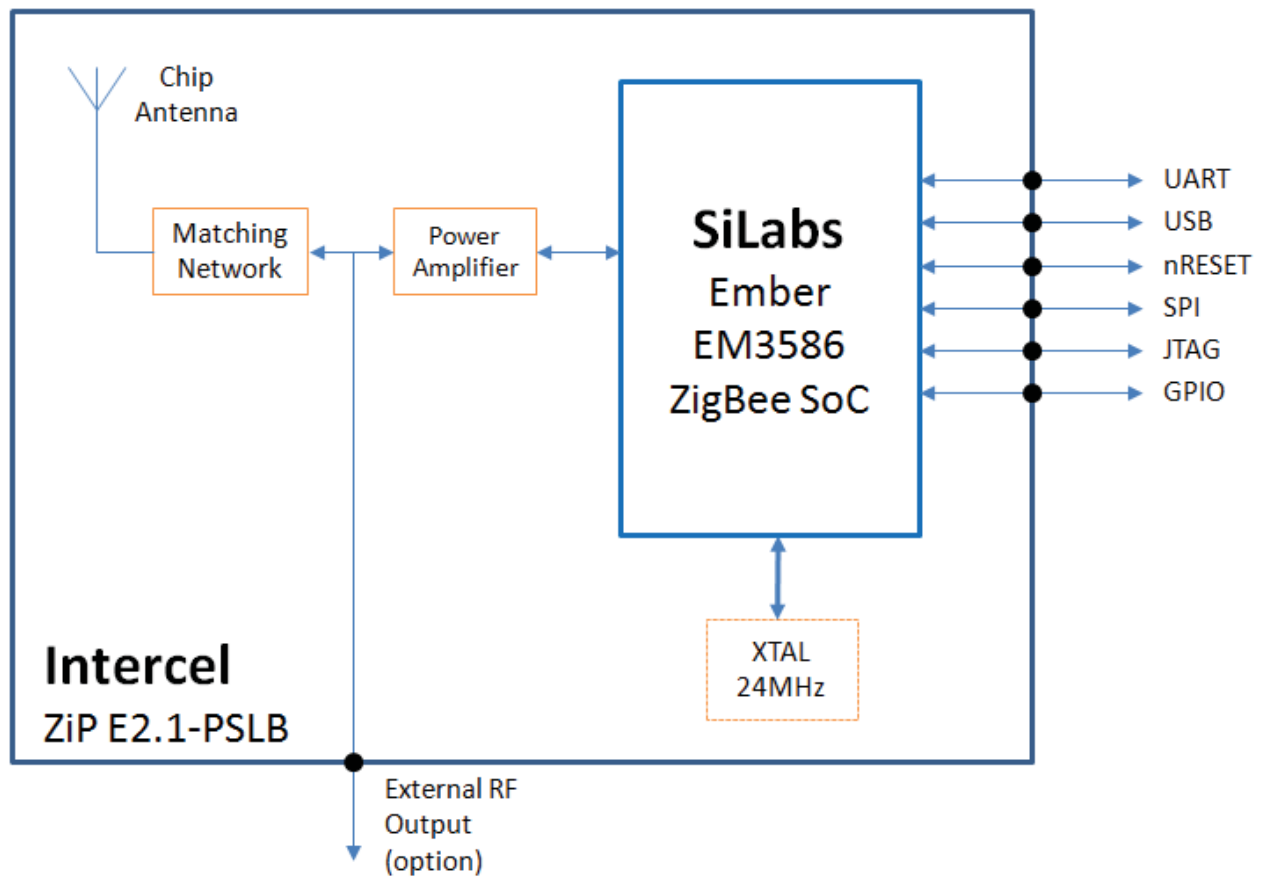 Chip
Antenna
Matching
Network
Power
Amplifier
SiLabs
Ember
EM3586
ZigBee SoC
UART
USB
nRESET
SPI
JTAG
GPIO
XTAL
24MHz
Intercel
ZiP E2.1-PSLB
External RF
Output
(option)